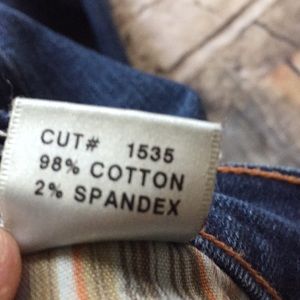 CUT# 1535
98% COTTON
2% SPANDEX